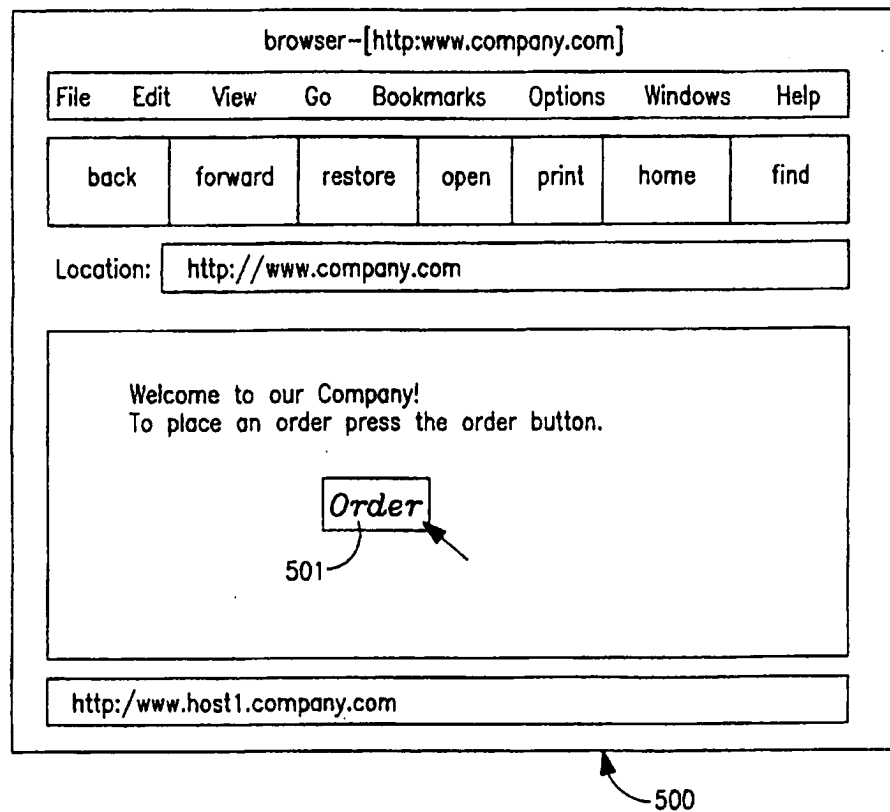 browser-[http:www.company.com]
File Edit View Go Bookmarks Options Windows Help
back forward restore open print home find
Location: http://www.company.com
Welcome to our Company!
To place an order press the order button.
Order
501
http:/www.host1.company.com
500